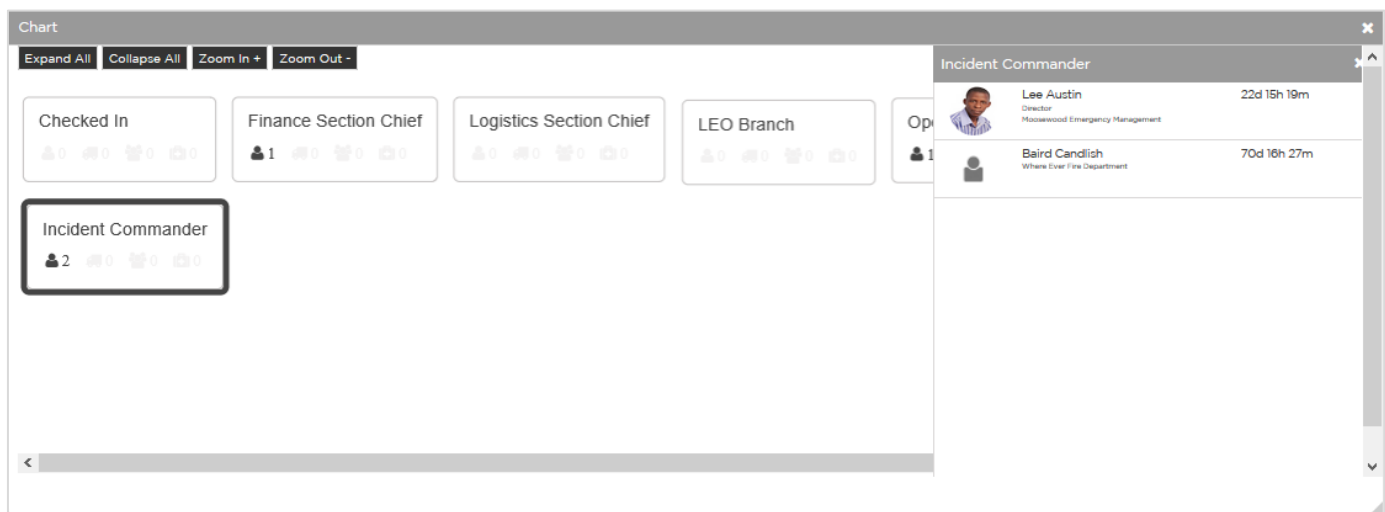 Chart
Expand All Collapse All Zoom In + Zoom Out -
Incident Commander
Lee Austin 22d 15h 19m
Director
Moosewood Emergency Management
Baird Candlish 70d 16h 27m
Where Ever Fire Department
Checked In
0 0 0 0
Finance Section Chief
1 0 0 0
Logistics Section Chief
0 0 0 0
LEO Branch
0 0 0 0
Ope
1
Incident Commander
2 0 0 0